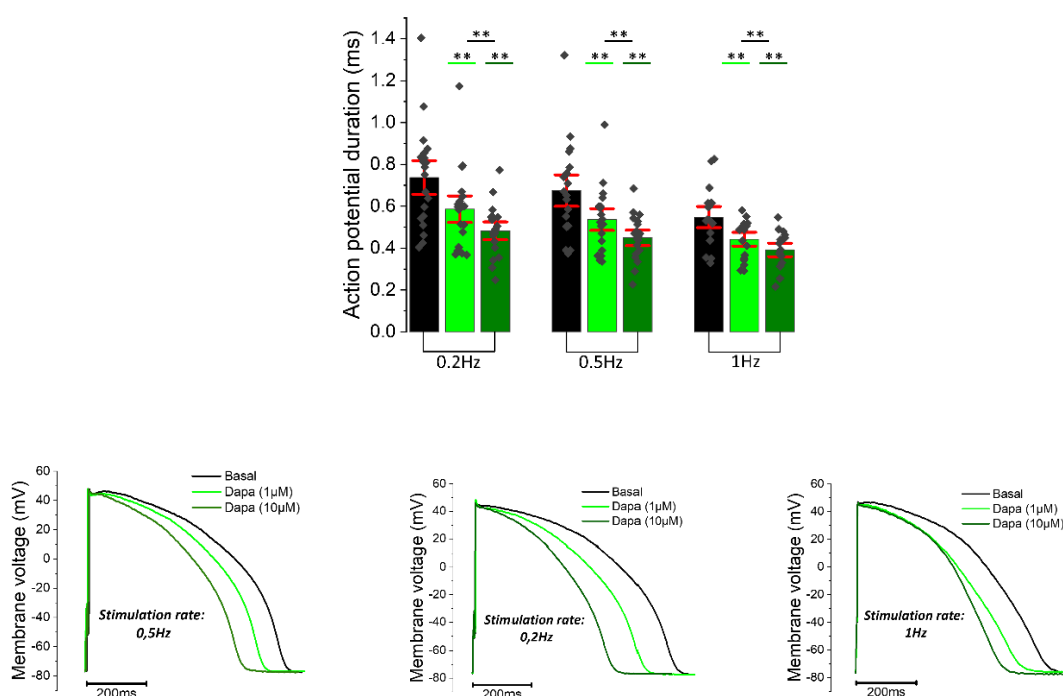 Action potential duration (ms)
1.4
1.2
1.0
0.8
0.6
0.4
0.2
0.0
** ** **
** ** ** ** ** **
0.2Hz 0.5Hz 1Hz
Membrane voltage (mV)
60
40
20
0
-20
-40
-60
-80
Basal
Dapa (1μM)
Dapa (10μM)
Stimulation rate:
0,5Hz
200ms
Membrane voltage (mV)
60
40
20
0
-20
-40
-60
-80
Basal
Dapa (1μM)
Dapa (10μM)
Stimulation rate:
0,2Hz
200ms
Membrane voltage (mV)
60
40
20
0
-20
-40
-60
-80
Basal
Dapa (1μM)
Dapa (10μM)
Stimulation rate:
1Hz
200ms